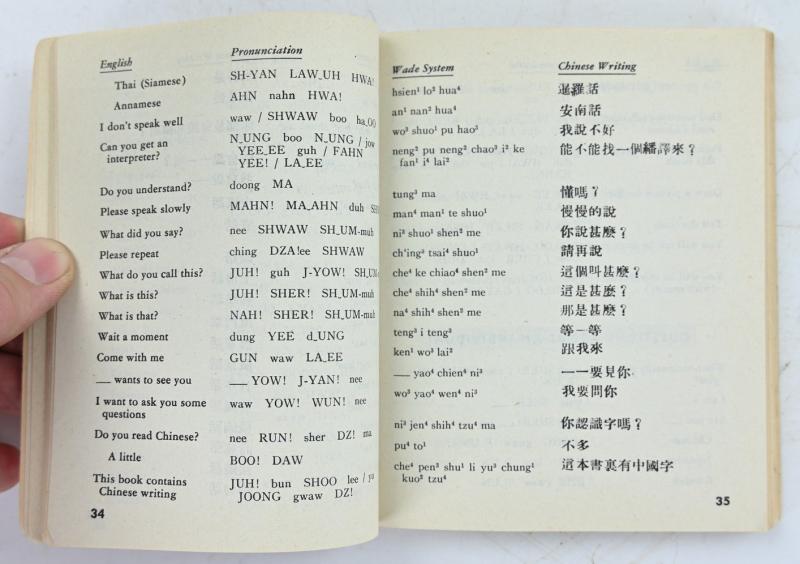 English
Thai (Siamese)
Annamese
I don't speak well
Can you get an
interpreter?
Do you understand?
Please speak slowly
What did you say?
Please repeat
What do you call this?
What is this?
What is that?
Wait a moment
Come with me
___ wants to see you
I want to ask you some
questions
Do you read Chinese?
A little
This book contains
Chinese writing
34
Pronunciation
SH-YAN LAW_UH HWA!
AHN nahn HWA!
waw / SHWAW boo ha_OO
N_UNG boo N_UNG / jow
YEE_EE guh / FAHN
YEE! / LA_EE
doong MA
MAHN! MA_AHN duh
nee SHWAW SH_UM-muh
ching DZA!ee SHWAW
JUH! guh J-YOW!
JUH! SHER! SH_UM-muh
NAH! SHER! SH_UM-muh
dung YEE d_UNG
GUN waw LA_EE
___ YOW! J-YAN! nee
waw YOW! WUN! nee
nee RUN! sher DZ! ma
BOO! DAW
JUH! bun SHOO lee /
JOONG gwaw DZ!
Wade System
hsien¹ lo² hua⁴
an¹ nan² hua⁴
wo³ shuo¹ pu hao³
neng² pu neng² chao³ i² ke
fan¹ i⁴ lai²
tung³ ma
man⁴ man¹ te shuo¹
ni³ shuo¹ shen² me
ch'ing³ tsai⁴ shuo¹
che⁴ ke chiao⁴ shen² me
che⁴ shih⁴ shen² me
na⁴ shih⁴ shen² me
teng³ i teng³
ken¹ wo³ lai²
___ yao⁴ chien⁴ ni³
wo³ yao⁴ wen⁴ ni³
ni³ jen⁴ shih⁴ tzu⁴ ma
pu⁴ to¹
che⁴ pen³ shu¹ li yu³ chung¹
kuo² tzu⁴
Chinese Writing
暹羅話
安南話
我說不好
能不能找一個繙譯來？
懂嗎？
慢慢的說
你說甚麼？
請再說
這個叫甚麼？
這是甚麼？
那是甚麼？
等一等
跟我來
一一要見你
我要問你
你認識字嗎？
不多
這本書裏有中國字
35